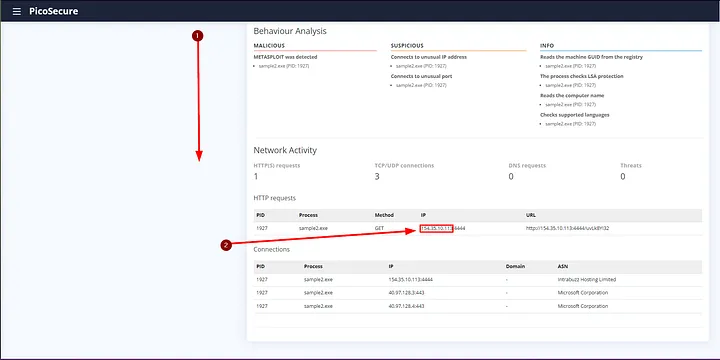 PicoSecure
1
Behaviour Analysis
MALICIOUS SUSPICIOUS INFO
METASPLOIT was detected Connects to unusual IP address Reads the machine GUID from the registry
sample2.exe (PID: 1927) sample2.exe (PID: 1927) sample2.exe (PID: 1927)
Connects to unusual port The process checks LSA protection
sample2.exe (PID: 1927) sample2.exe (PID: 1927)
Reads the computer name
sample2.exe (PID: 1927)
Checks supported languages
sample2.exe (PID: 1927)
Network Activity
HTTP(S) requests TCP/UDP connections DNS requests Threats
1 3 0 0
HTTP requests
PID Process Method IP URL
1927 sample2.exe GET 154.35.10.113:4444
2
Connections
PID Process IP Domain ASN
1927 sample2.exe 154.35.10.113:4444 - Intrabuzz Hosting Limited
1927 sample2.exe 40.97.128.3:443 - Microsoft Corporation
1927 sample2.exe 40.97.128.4:443 - Microsoft Corporation